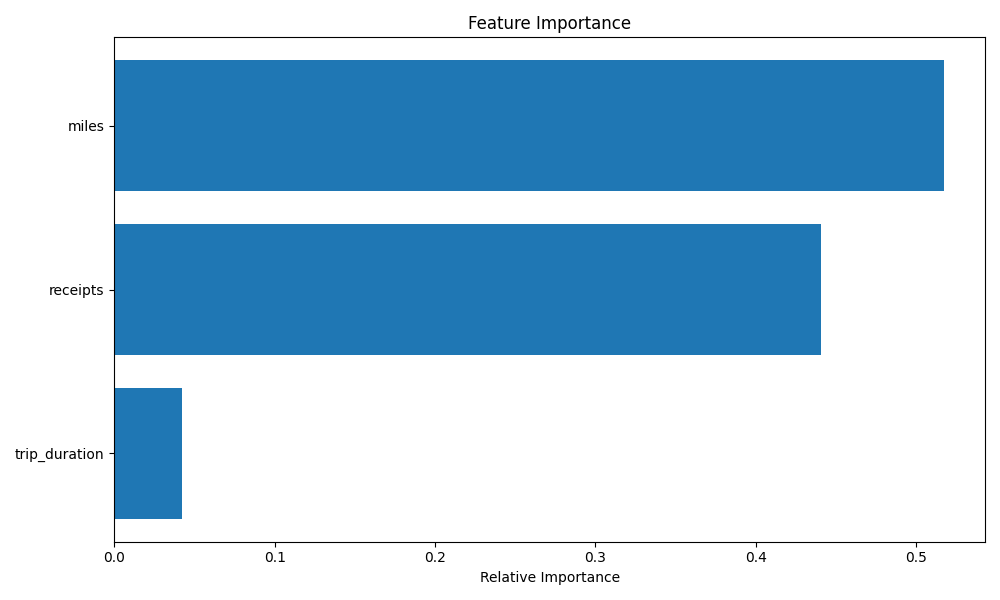 Feature Importance
miles
receipts
trip_duration
0.0 0.1 0.2 0.3 0.4 0.5
Relative Importance